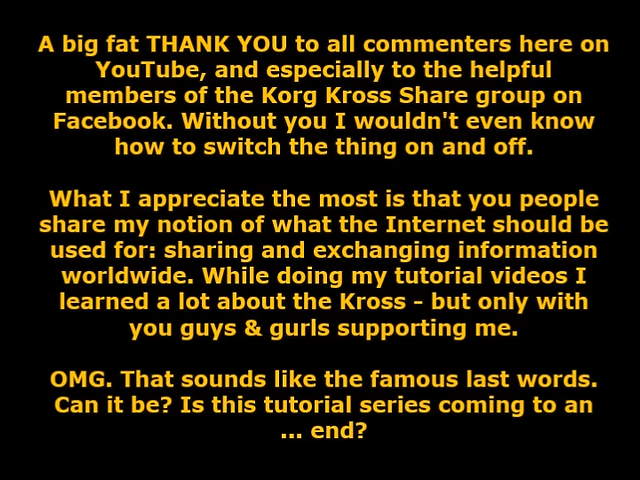 A big fat THANK YOU to all commenters here on
YouTube, and especially to the helpful
members of the Korg Kross Share group on
Facebook. Without you I wouldn't even know
how to switch the thing on and off.
What I appreciate the most is that you people
share my notion of what the Internet should be
used for: sharing and exchanging information
worldwide. While doing my tutorial videos I
learned a lot about the Kross - but only with
you guys & gurls supporting me.
OMG. That sounds like the famous last words.
Can it be? Is this tutorial series coming to an
... end?